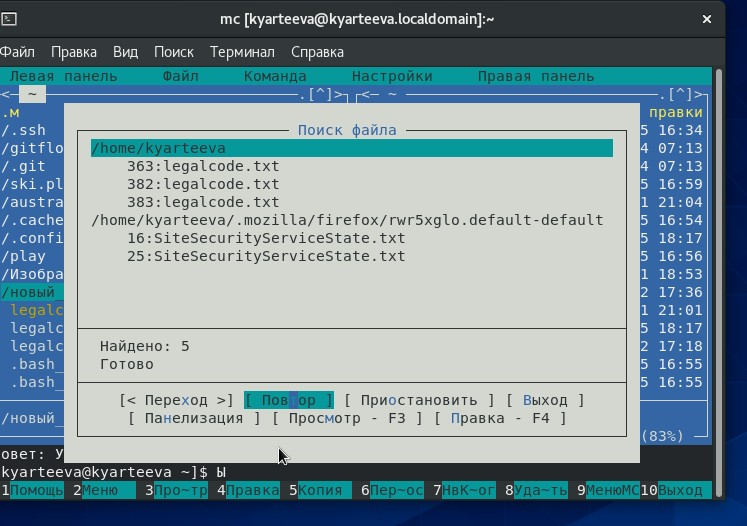 mc [kyarteeva@kyarteeva.localdomain]:~
Файл Правка Вид Поиск Терминал Справка
Левая панель Файл Команда Настройки Правая панель
<— ~ .[^]> <— ~ .[^]>
.м правки
/.ssh 5 16:34
/gitflo 4 07:13
/.git 4 07:13
/ski.pl 5 16:59
/austra 1 21:04
/.cache 5 16:54
/.confi 5 18:17
/play 5 16:56
/Изобра 1 18:53
/новый 2 17:36
legalc 1 21:01
legalc 5 18:17
legalc 2 17:18
.bash_ 5 16:55
.bash_ 5 16:55
/новый_
(83%)
Поиск файла
/home/kyarteeva
363:legalcode.txt
382:legalcode.txt
383:legalcode.txt
/home/kyarteeva/.mozilla/firefox/rwr5xglo.default-default
16:SiteSecurityServiceState.txt
25:SiteSecurityServiceState.txt
Найдено: 5
Готово
[< Переход >] [ Повтор ] [ Приостановить ] [ Выход ]
[ Панелизация ] [ Просмотр - F3 ] [ Правка - F4 ]
овет: У
kyarteeva@kyarteeva ~]$ Ы
1Помощь 2Меню 3Про~тр 4Правка 5Копия 6Пер~ос 7НвК~ог 8Уда~ть 9МенюMC 10Выход